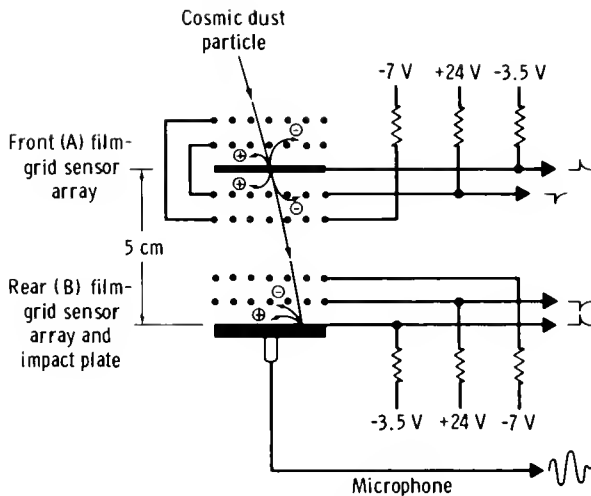 Cosmic dust
particle
-7 V +24 V -3.5 V
Front (A) film-
grid sensor
array
5 cm
Rear (B) film-
grid sensor
array and
impact plate
-3.5 V +24 V -7 V
Microphone